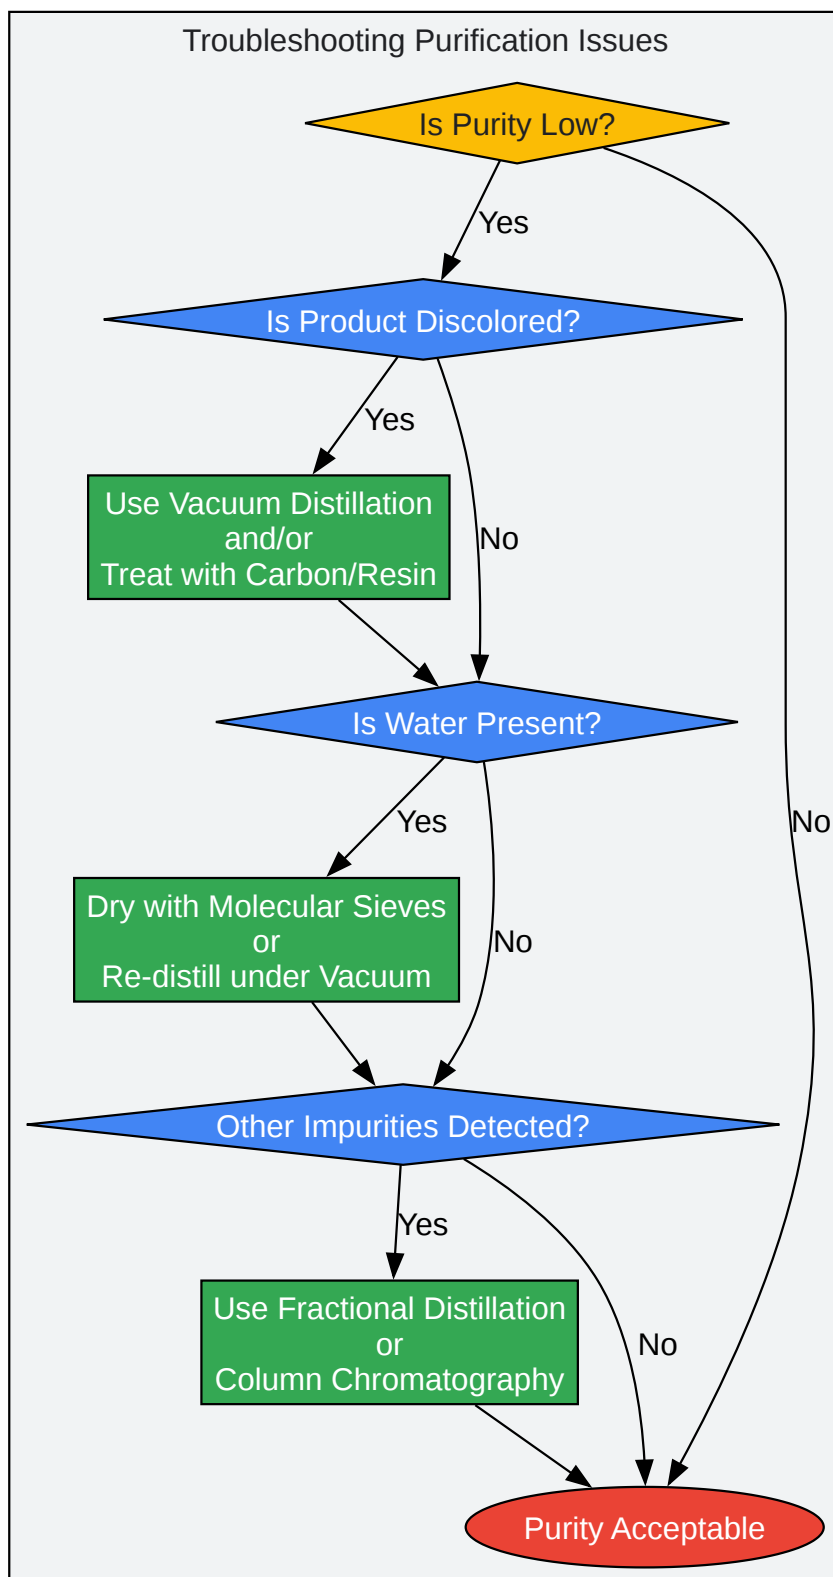 Troubleshooting Purification Issues
Is Purity Low?
Yes
Is Product Discolored?
Yes
Use Vacuum Distillation
and/or
Treat with Carbon/Resin
No
Is Water Present?
Yes
No
Dry with Molecular Sieves
or
Re-distill under Vacuum
No
Other Impurities Detected?
Yes
Use Fractional Distillation
or
Column Chromatography
No
Purity Acceptable